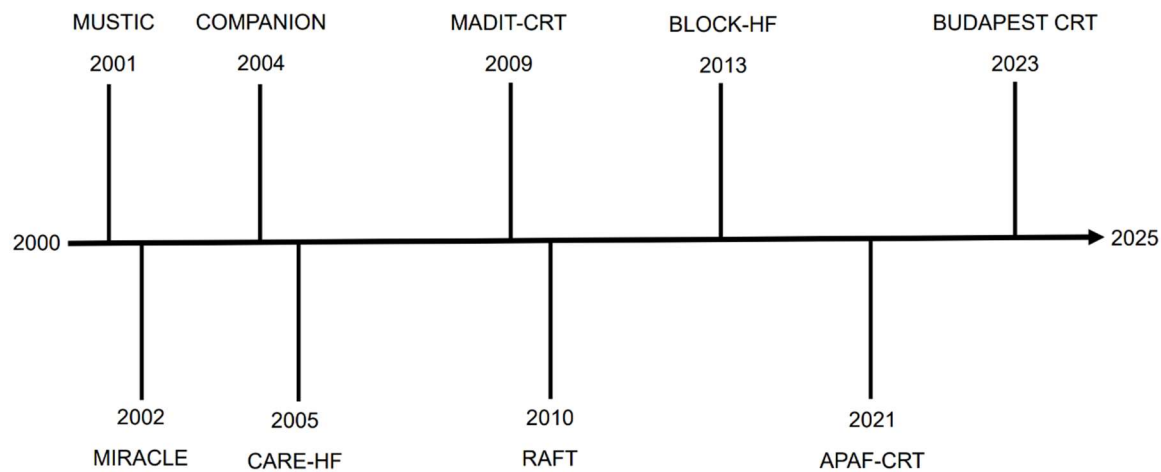 MUSTIC
2001
COMPANION
2004
MADIT-CRT
2009
BLOCK-HF
2013
BUDAPEST CRT
2023
2000
2025
2002
MIRACLE
2005
CARE-HF
2010
RAFT
2021
APAF-CRT